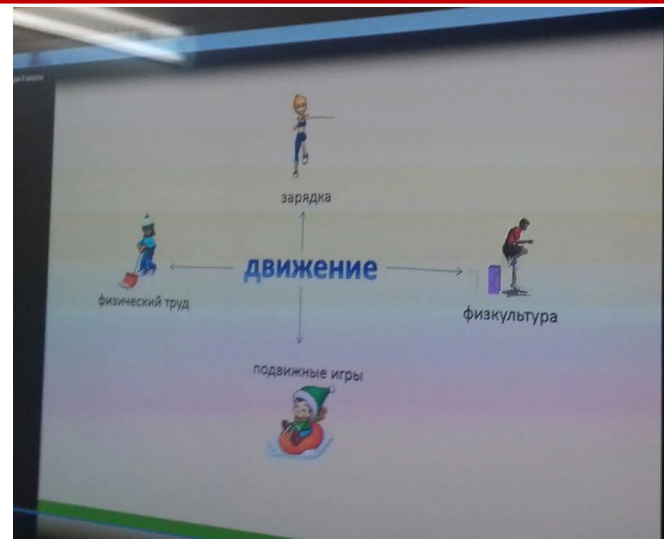 зарядка
движение
физический труд
физкультура
подвижные игры